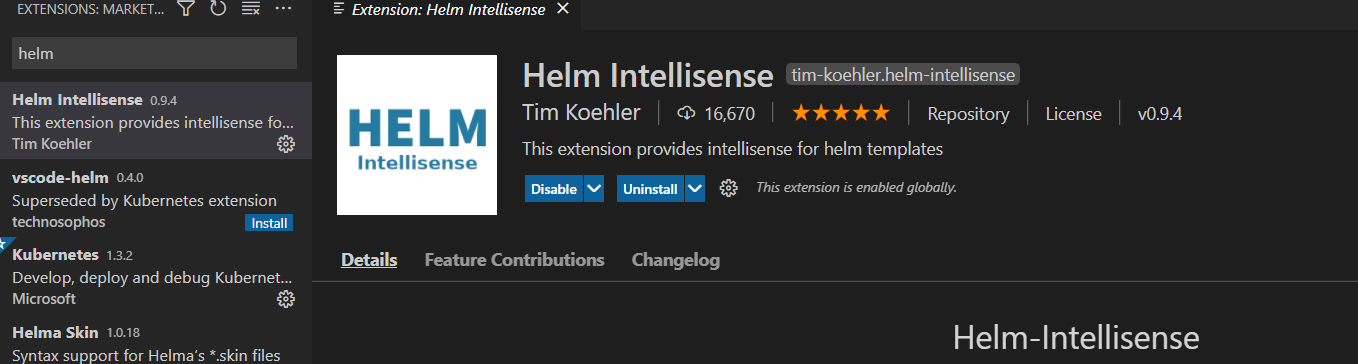 EXTENSIONS: MARKET...
helm
Helm Intellisense 0.9.4
This extension provides intellisense fo...
Tim Koehler
vscode-helm 0.4.0
Superseded by Kubernetes extension
technosophos Install
Kubernetes 1.3.2
Develop, deploy and debug Kubernet...
Microsoft
Helma Skin 1.0.18
Syntax support for Helma's *.skin files
Extension: Helm Intellisense
HELM
Intellisense
Helm Intellisense tim-koehler.helm-intellisense
Tim Koehler 16,670 Repository License v0.9.4
This extension provides intellisense for helm templates
Disable Uninstall This extension is enabled globally.
Details Feature Contributions Changelog
Helm-Intellisense